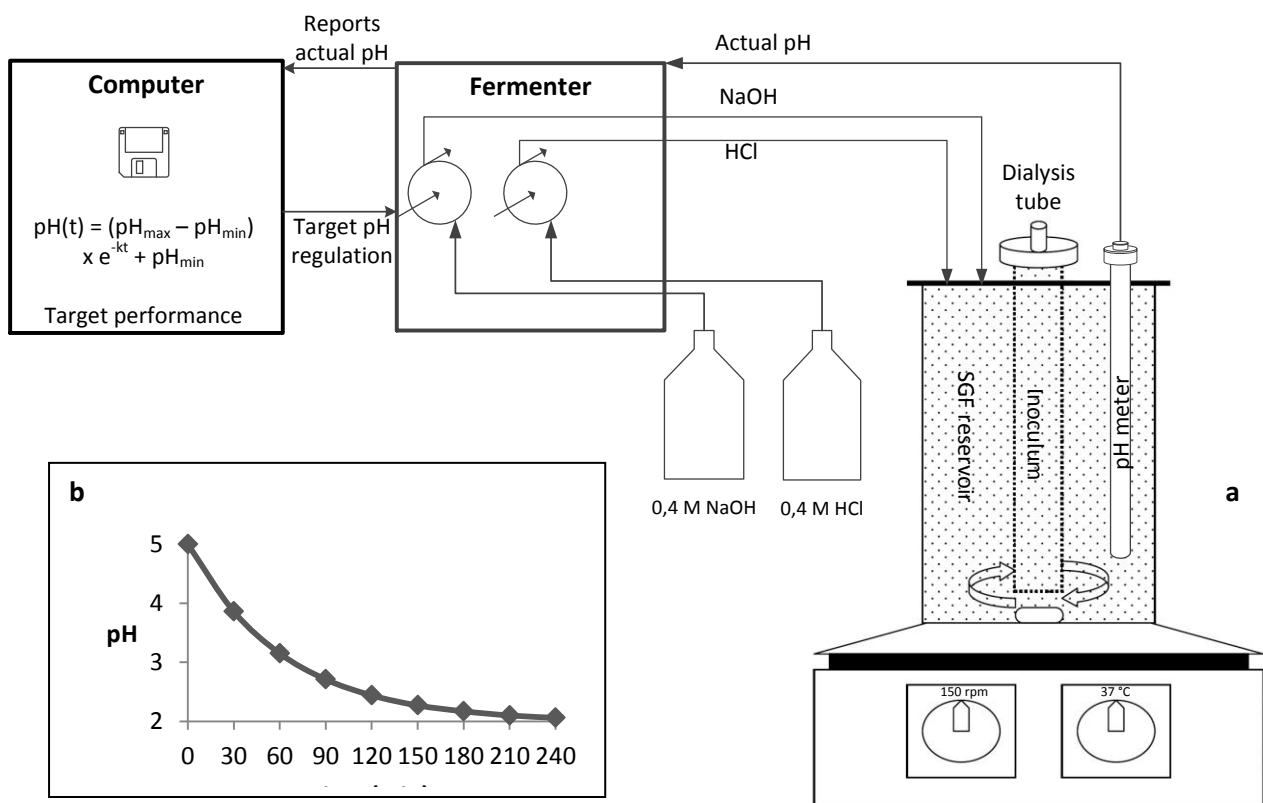 Reports
actual pH
Actual pH
Computer
Fermenter
NaOH
HCl
Dialysis
tube
pH(t) = (pHmax – pHmin)
x e-kt + pHmin
Target pH
regulation
Target performance
SGF reservoir
Inoculum
pH meter
0,4 M NaOH
0,4 M HCl
a
b
pH
5
4
3
2
0 30 60 90 120 150 180 210 240
150 rpm
37 °C